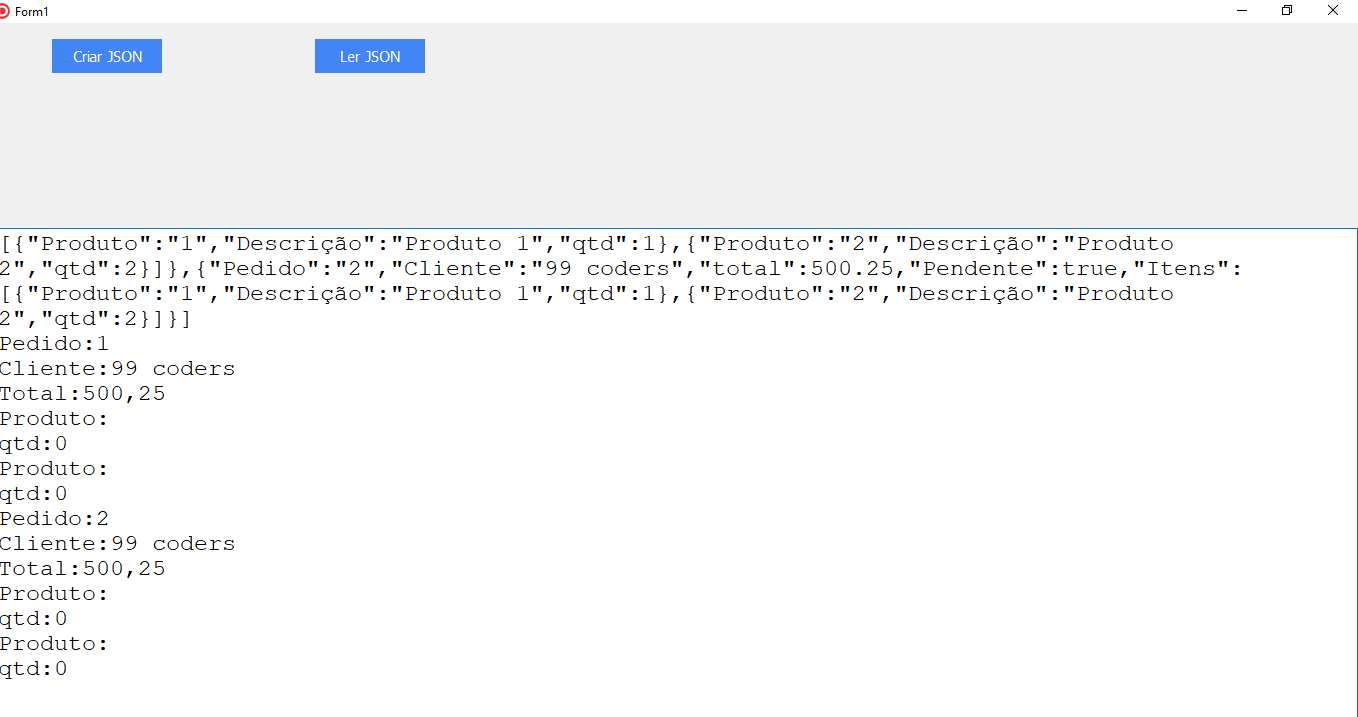 Form1
Criar JSON
Ler JSON
[{"Produto":"1","Descrição":"Produto 1","qtd":1},{"Produto":"2","Descrição":"Produto
2","qtd":2}]},{"Pedido":"2","Cliente":"99 coders","total":500.25,"Pendente":true,"Itens":
[{"Produto":"1","Descrição":"Produto 1","qtd":1},{"Produto":"2","Descrição":"Produto
2","qtd":2}]}]
Pedido:1
Cliente:99 coders
Total:500,25
Produto:
qtd:0
Produto:
qtd:0
Pedido:2
Cliente:99 coders
Total:500,25
Produto:
qtd:0
Produto:
qtd:0